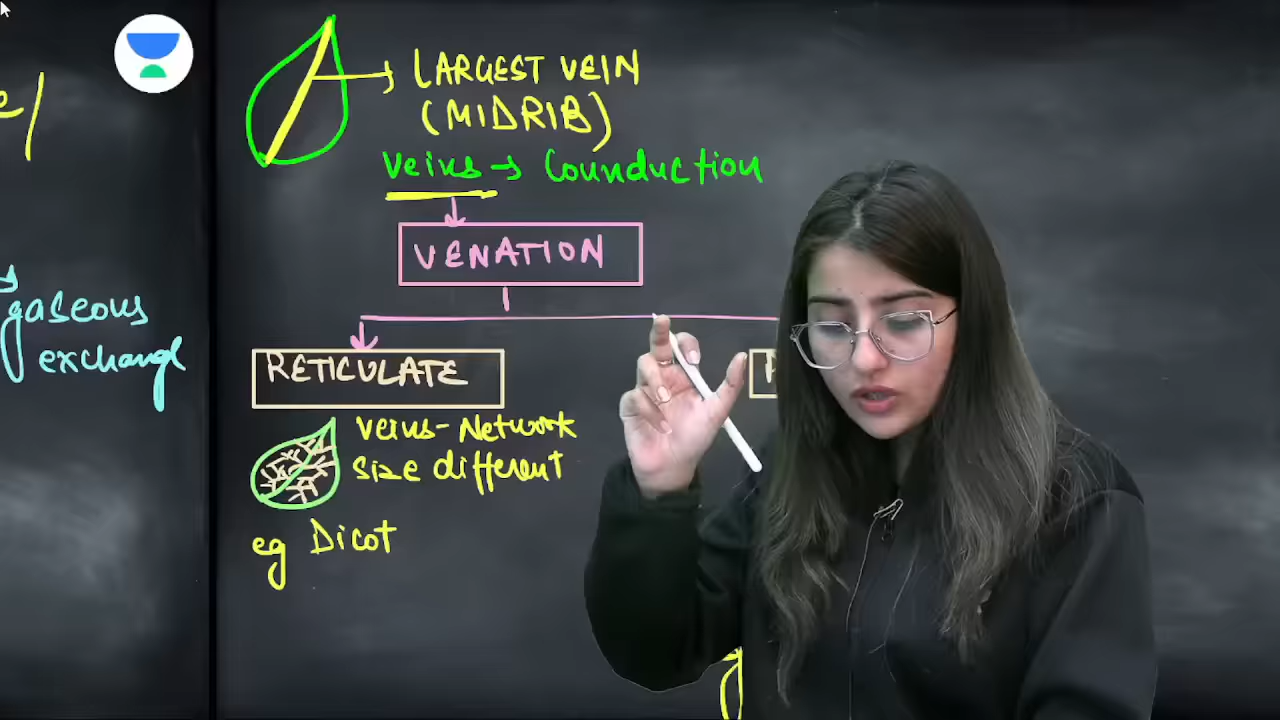 gaseous
exchange
LARGEST VEIN
(MIDRIB)
Veins → Counduction
VENATION
RETICULATE
veins-Network
size different
eg Dicot